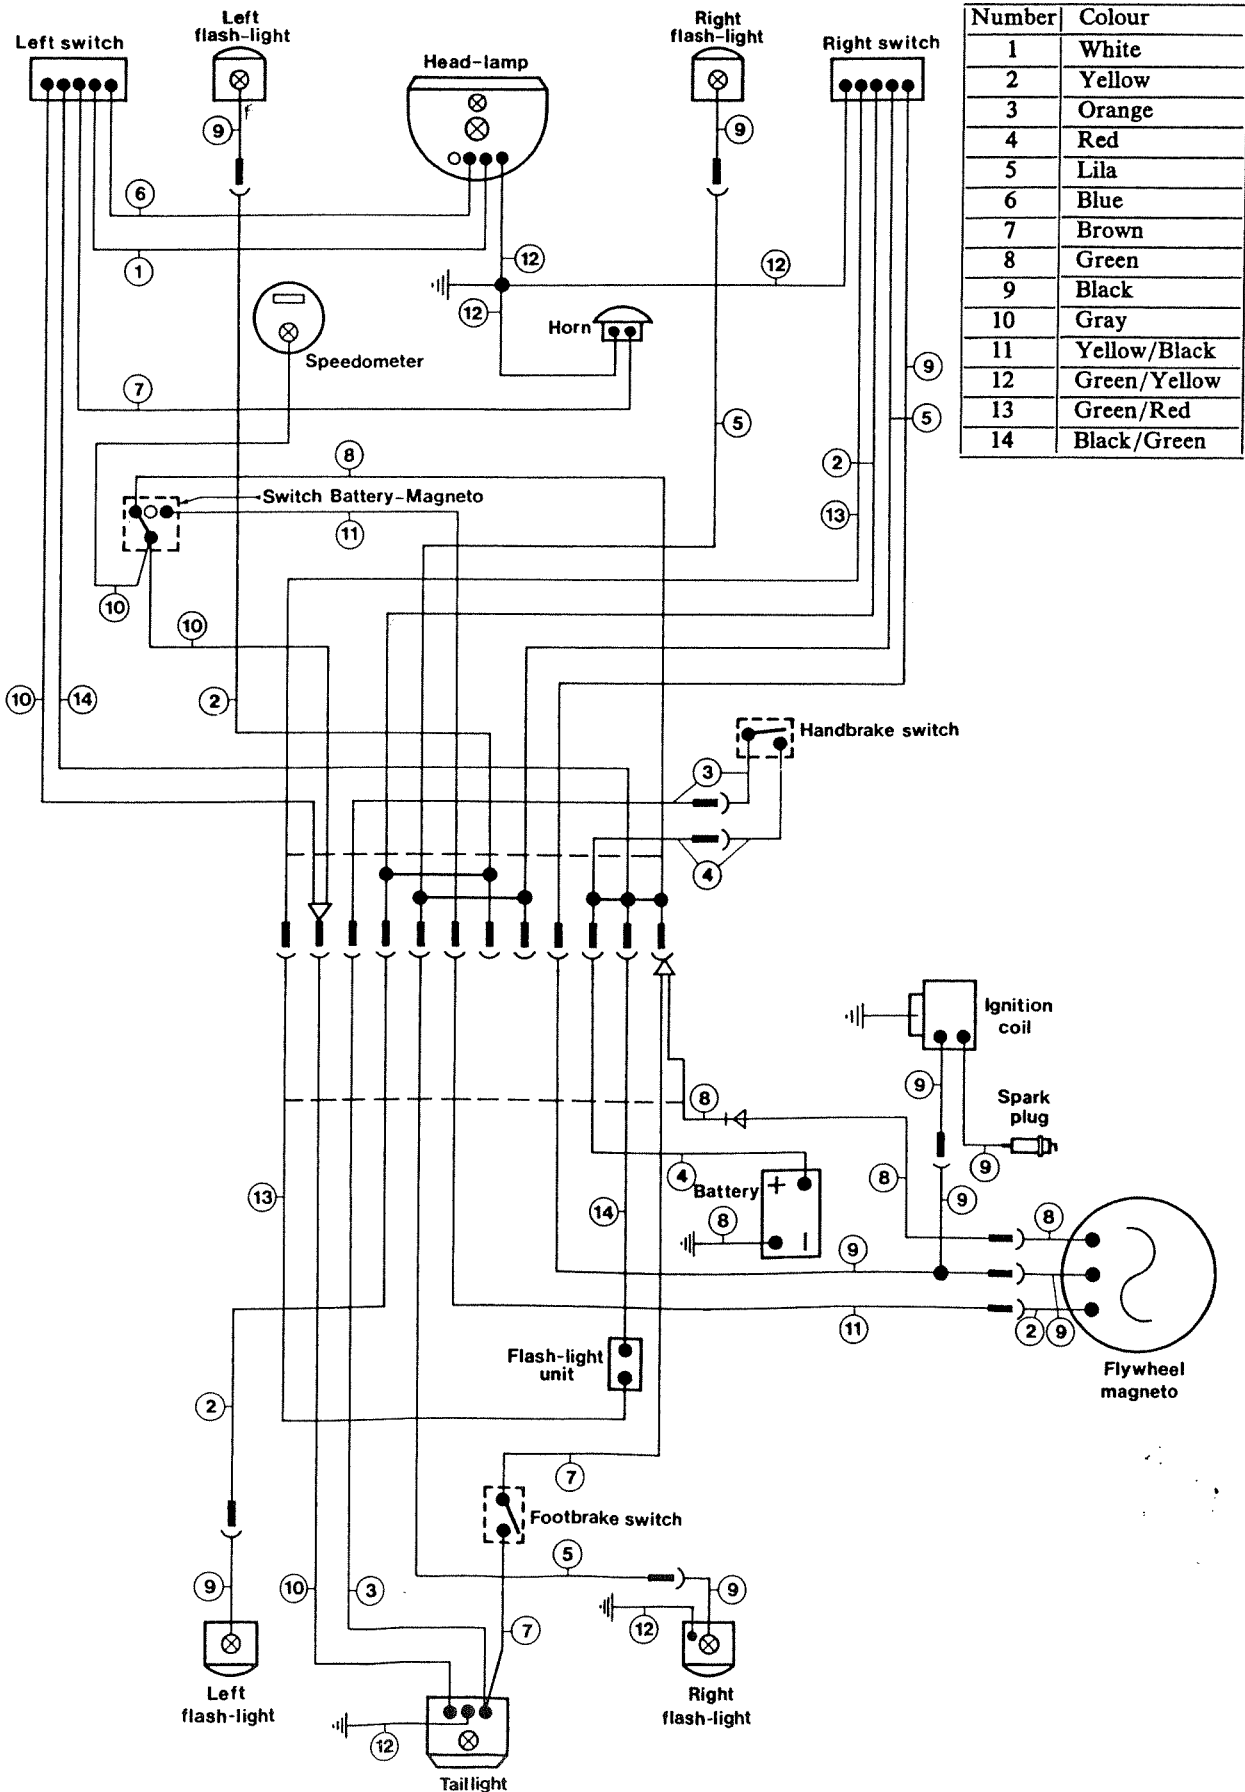 Left switch
Left
flash-light
Head-lamp
Right
flash-light
Right switch
Number Colour
1 White
2 Yellow
3 Orange
4 Red
5 Lila
6 Blue
7 Brown
8 Green
9 Black
10 Gray
11 Yellow/Black
12 Green/Yellow
13 Green/Red
14 Black/Green
9
9
6
1
12
12
12
Horn
Speedometer
7
9
5
5
8
2
Switch Battery-Magneto
11
13
10
10
10
14
2
Handbrake switch
3
4
Ignition
coil
9
Spark
plug
8
9
4
8
13
Battery
+
14
8
9
8
9
-
11
2
9
Flash-light
unit
Flywheel
magneto
2
7
Footbrake switch
5
9
10
3
9
12
7
Left
flash-light
Right
flash-light
12
Taillight